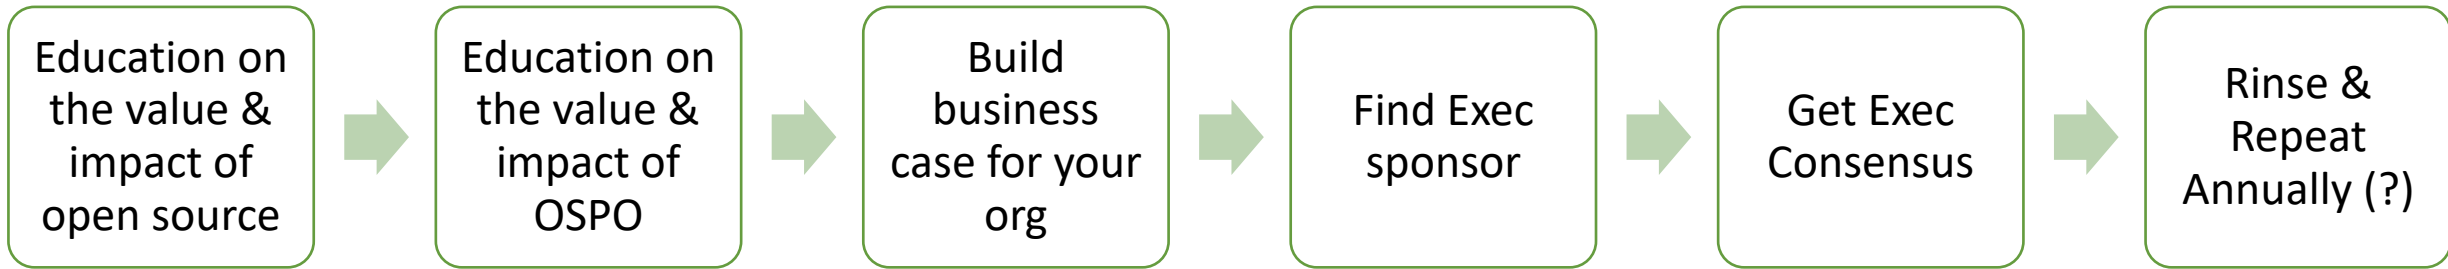 Education on
the value &
impact of
open source
Education on
the value &
impact of
OSPO
Build
business
case for your
org
Find Exec
sponsor
Get Exec
Consensus
Rinse &
Repeat
Annually (?)